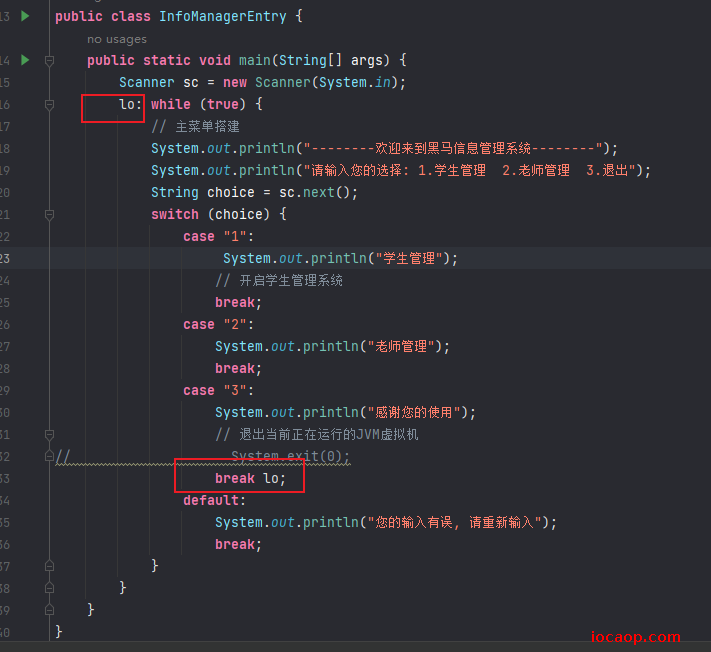 13 public class InfoManagerEntry {
no usages
14 public static void main(String[] args) {
15 Scanner sc = new Scanner(System.in);
16 lo: while (true) {
17 // 主菜单搭建
18 System.out.println("--------欢迎来到黑马信息管理系统--------");
19 System.out.println("请输入您的选择: 1.学生管理  2.老师管理  3.退出");
20 String choice = sc.next();
21 switch (choice) {
22 case "1":
23 System.out.println("学生管理");
24 // 开启学生管理系统
25 break;
26 case "2":
27 System.out.println("老师管理");
28 break;
29 case "3":
30 System.out.println("感谢您的使用");
31 // 退出当前正在运行的JVM虚拟机
32 // System.exit(0);
33 break lo;
34 default:
35 System.out.println("您的输入有误, 请重新输入");
36 break;
37 }
38 }
39 }
40 }
locaop.com